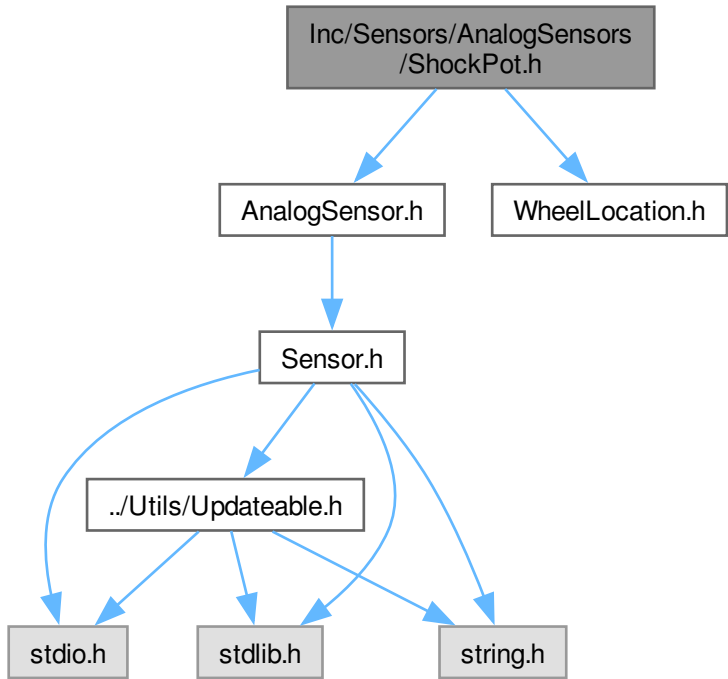 Inc/Sensors/AnalogSensors
/ShockPot.h
AnalogSensor.h
WheelLocation.h
Sensor.h
../Utils/Updateable.h
stdio.h
stdlib.h
string.h